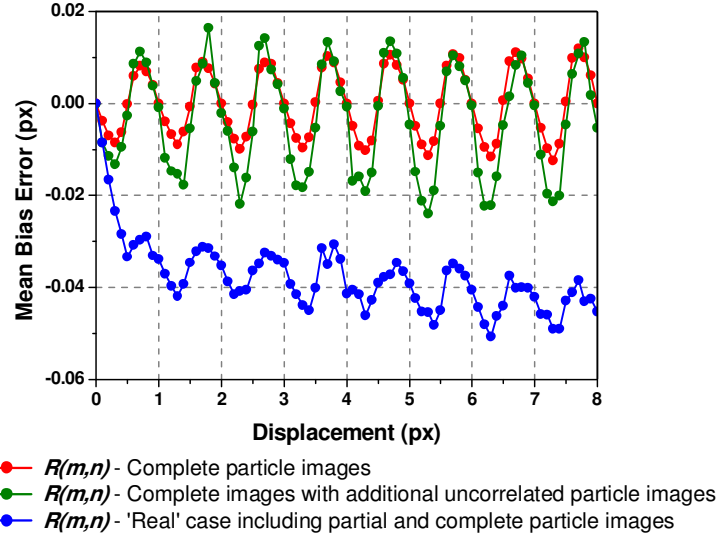 0.02
0.00
-0.02
-0.04
-0.06
Mean Bias Error (px)
0 1 2 3 4 5 6 7 8
Displacement (px)
R(m,n) - Complete particle images
R(m,n) - Complete images with additional uncorrelated particle images
R(m,n) - 'Real' case including partial and complete particle images